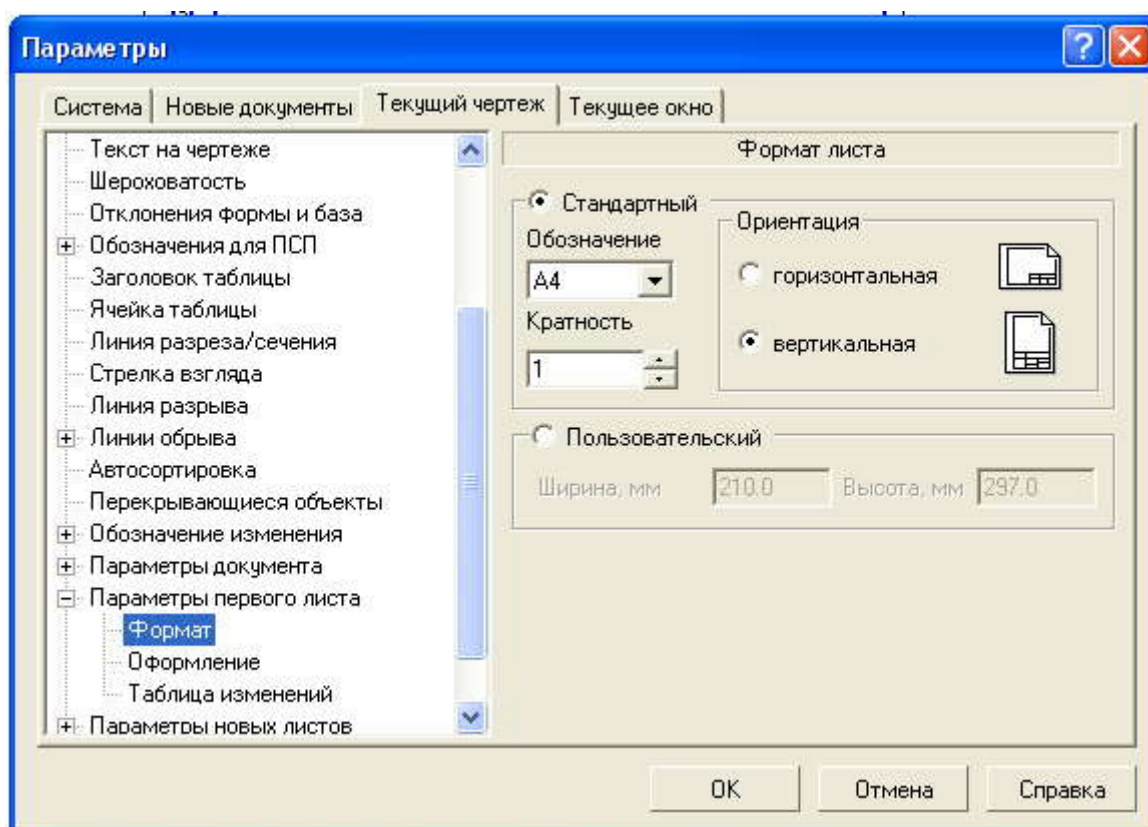 Параметры
Система
Новые документы
Текущий чертеж
Текущее окно
Текст на чертеже
Шероховатость
Отклонения формы и база
Обозначения для ПСП
Заголовок таблицы
Ячейка таблицы
Линия разреза/сечения
Стрелка взгляда
Линия разрыва
Линии обрыва
Автосортировка
Перекрывающиеся объекты
Обозначение изменения
Параметры документа
Параметры первого листа
Формат
Оформление
Таблица изменений
Параметры новых листов
Формат листа
Стандартный
Обозначение
A4
Кратность
1
Ориентация
горизонтальная
вертикальная
Пользовательский
Ширина, мм 210.0 Высота, мм 297.0
OK
Отмена
Справка